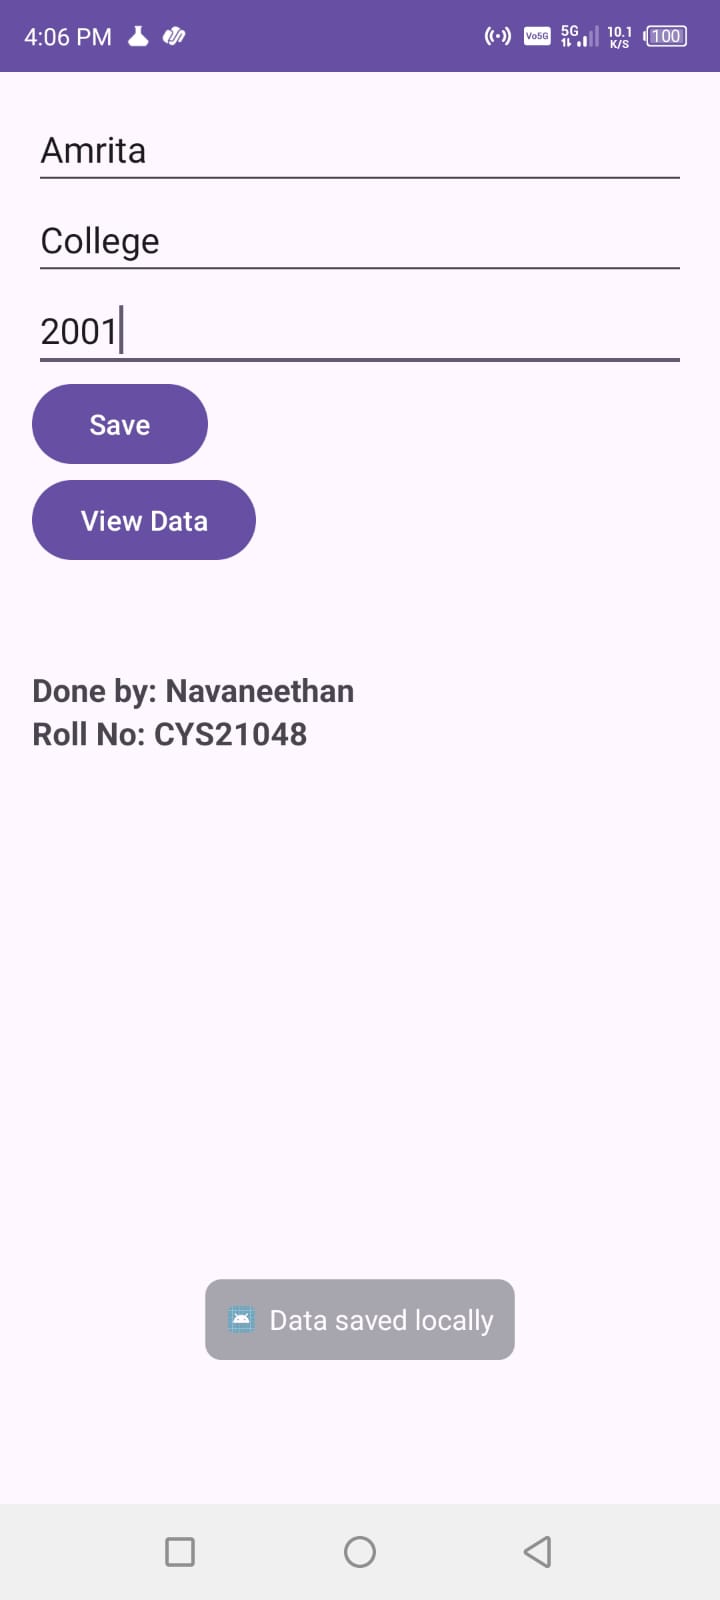 4:06 PM Vo5G 5G 10.1 K/S 100
Amrita
College
2001
Save
View Data
Done by: Navaneethan
Roll No: CYS21048
Data saved locally